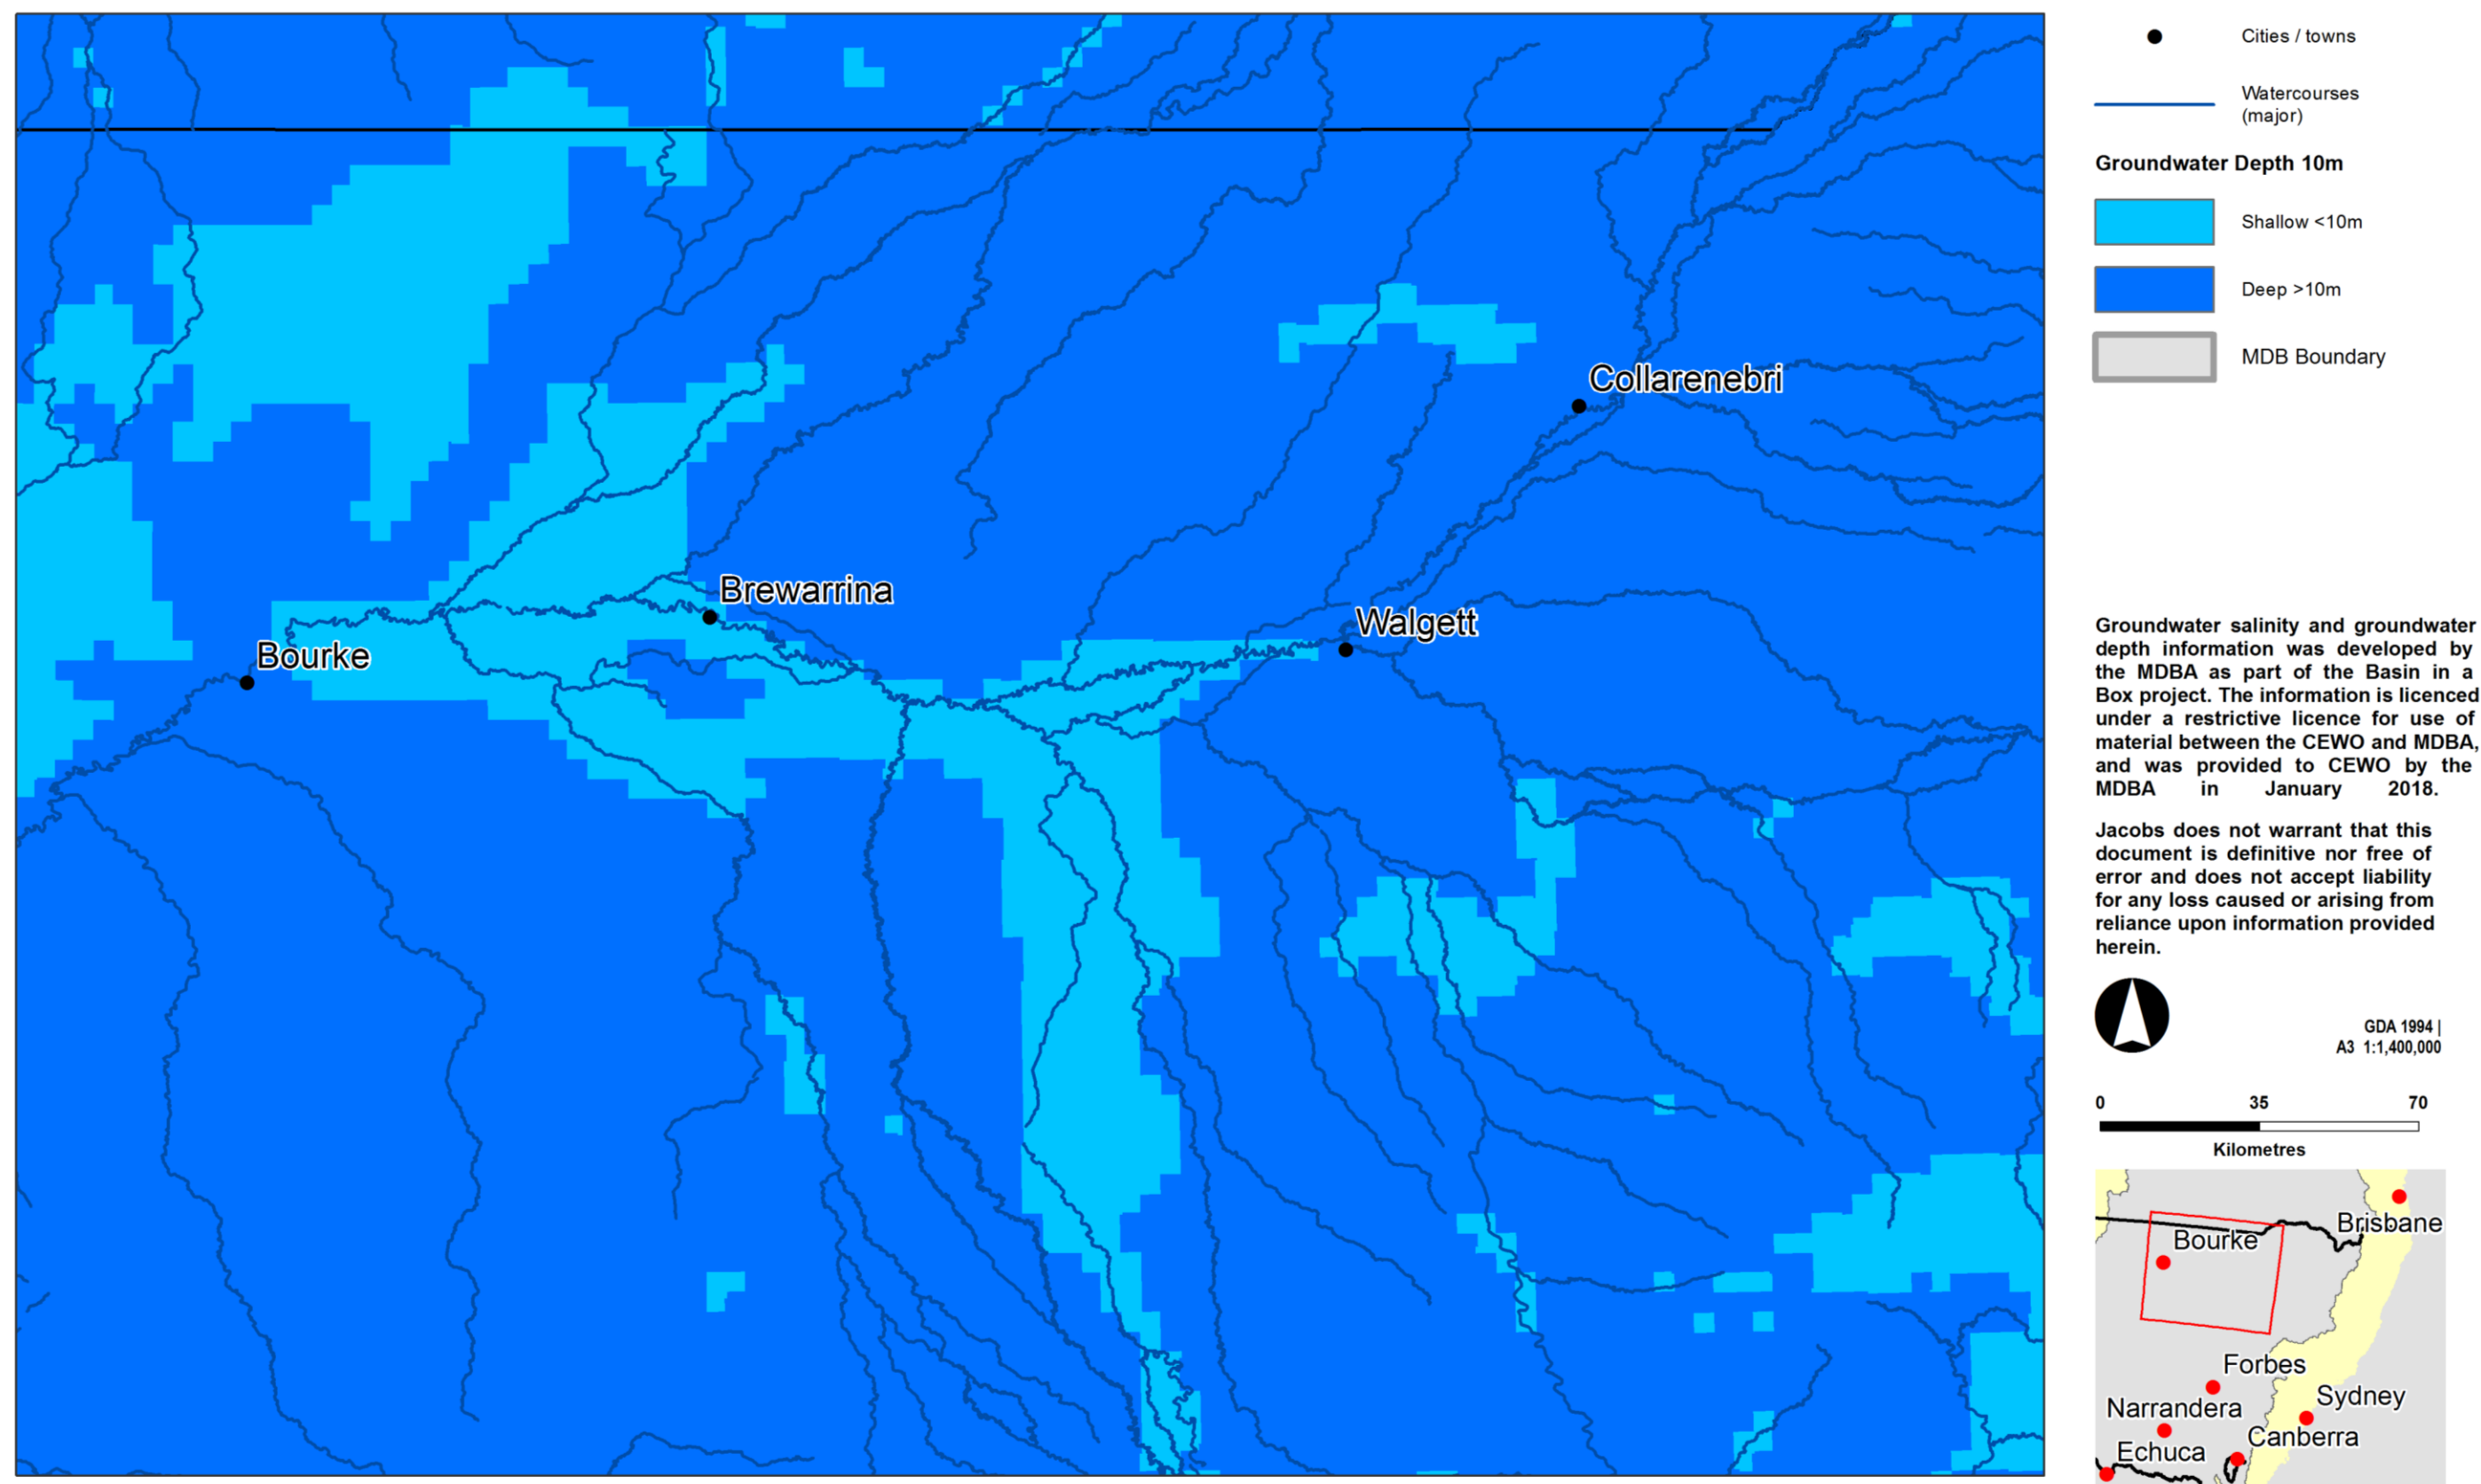 Collarenebri
Brewarrina
Walgett
Bourke
Cities / towns
Watercourses
(major)
Groundwater Depth 10m
Shallow <10m
Deep >10m
MDB Boundary
Groundwater salinity and groundwater
depth information was developed by
the MDBA as part of the Basin in a
Box project. The information is licenced
under a restrictive licence for use of
material between the CEWO and MDBA,
and was provided to CEWO by the
MDBA in January 2018.
Jacobs does not warrant that this
document is definitive nor free of
error and does not accept liability
for any loss caused or arising from
reliance upon information provided
herein.
GDA 1994 |
A3 1:1,400,000
0 35 70
Kilometres
Brisbane
Bourke
Forbes
Sydney
Narrandera
Canberra
Echuca